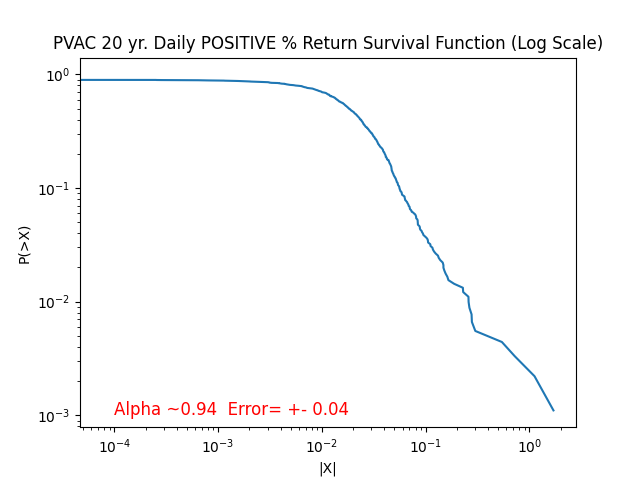 PVAC 20 yr. Daily POSITIVE % Return Survival Function (Log Scale)
10⁰
10⁻¹
10⁻²
10⁻³
P(>X)
Alpha ~0.94  Error= +- 0.04
10⁻⁴ 10⁻³ 10⁻² 10⁻¹ 10⁰
|X|